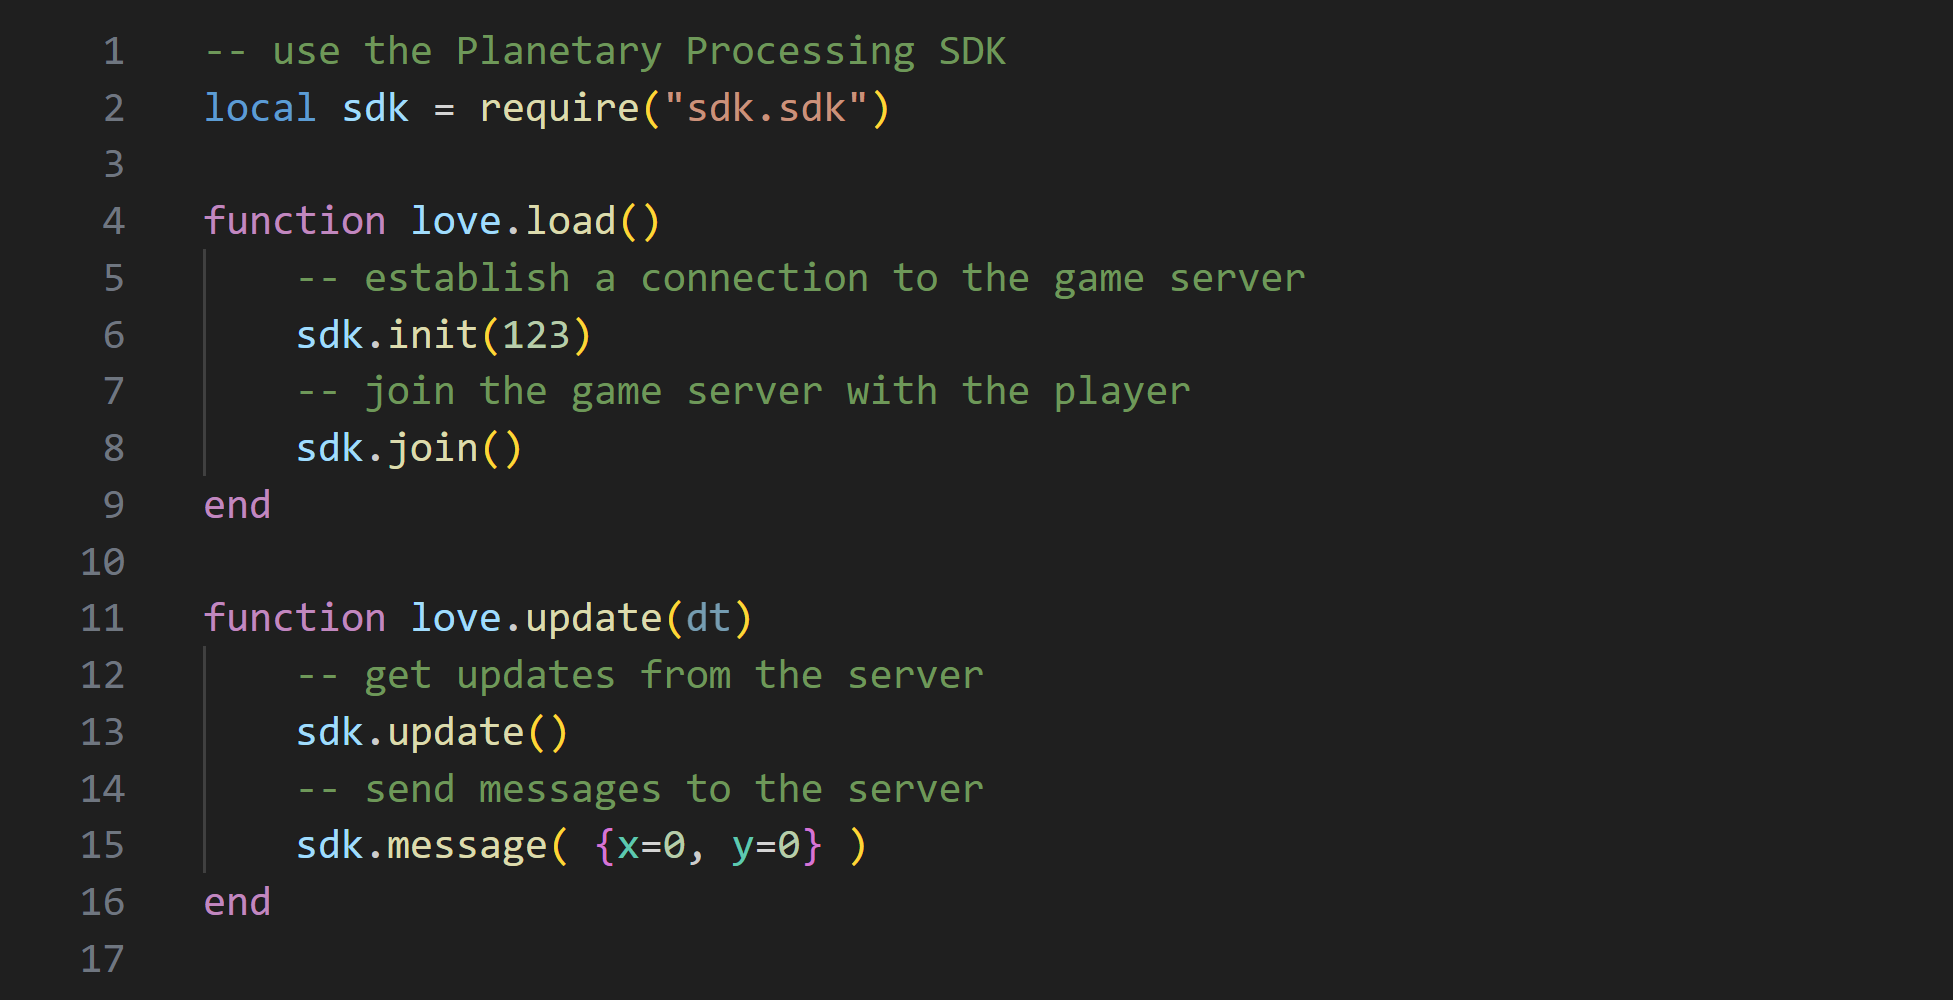 1 -- use the Planetary Processing SDK
2 local sdk = require("sdk.sdk")
3
4 function love.load()
5     -- establish a connection to the game server
6     sdk.init(123)
7     -- join the game server with the player
8     sdk.join()
9 end
10
11 function love.update(dt)
12     -- get updates from the server
13     sdk.update()
14     -- send messages to the server
15     sdk.message( {x=0, y=0} )
16 end
17